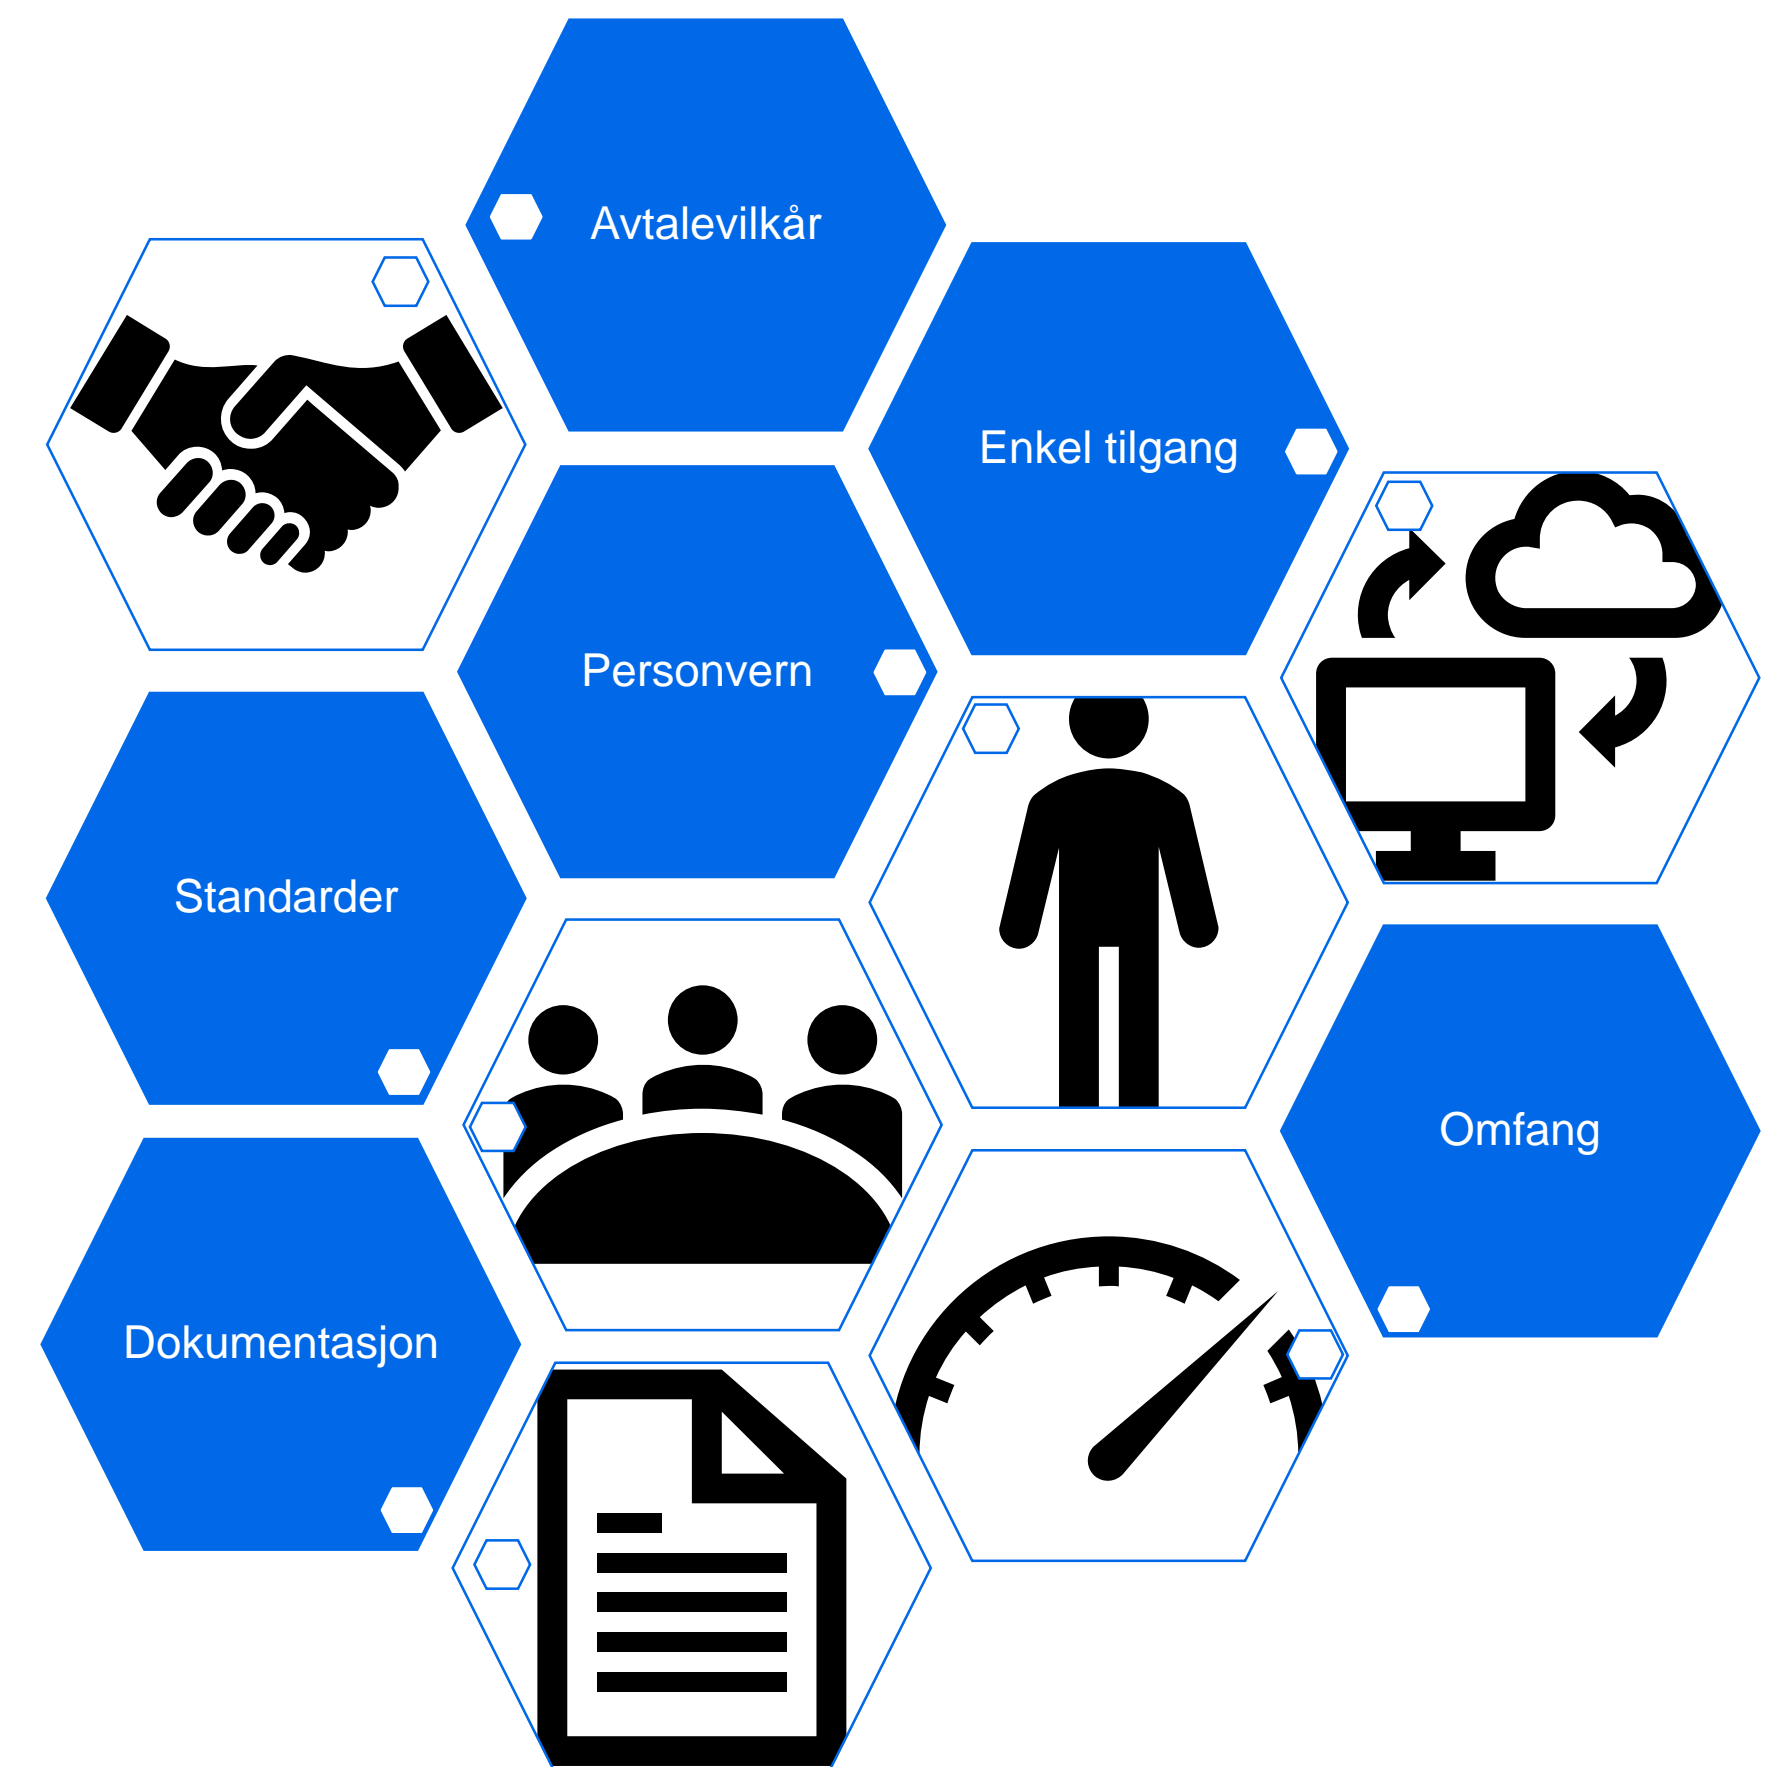 Avtalevilkår
Enkel tilgang
Personvern
Standarder
Omfang
Dokumentasjon